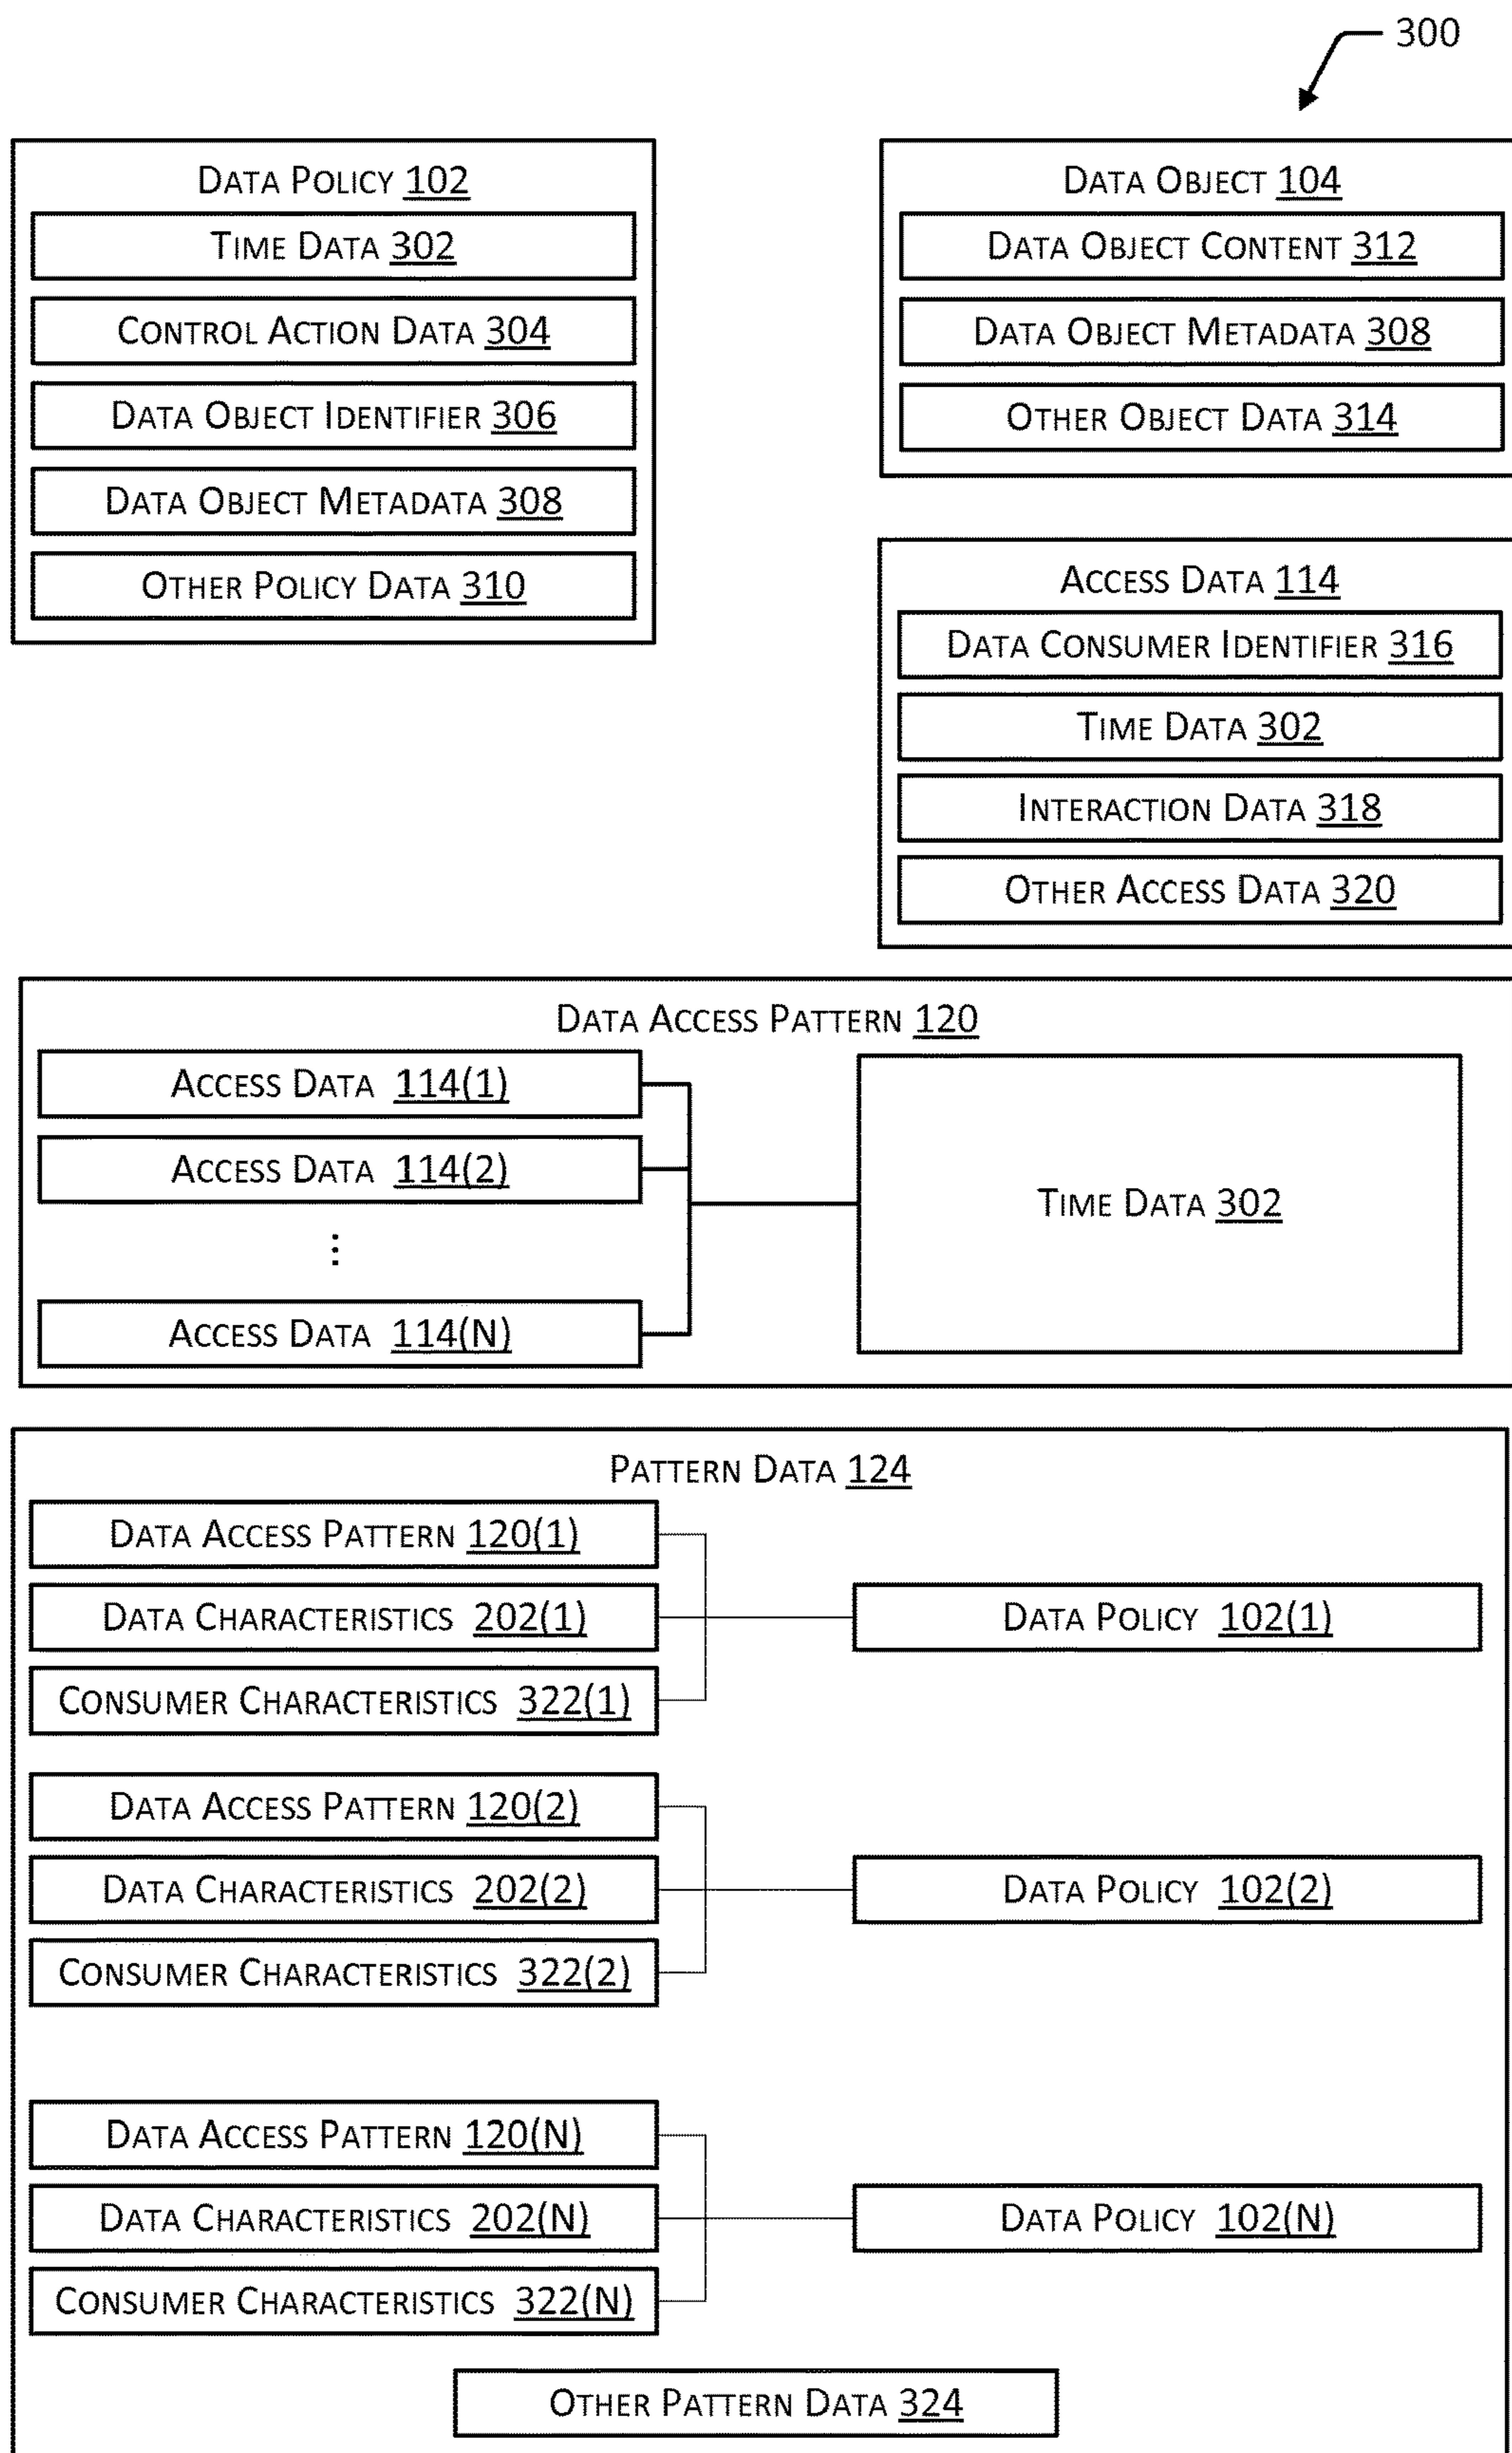 300
Data Policy 102
Time Data 302
Control Action Data 304
Data Object Identifier 306
Data Object Metadata 308
Other Policy Data 310
Data Object 104
Data Object Content 312
Data Object Metadata 308
Other Object Data 314
Access Data 114
Data Consumer Identifier 316
Time Data 302
Interaction Data 318
Other Access Data 320
Data Access Pattern 120
Access Data 114(1)
Access Data 114(2)
⋮
Access Data 114(N)
Time Data 302
Pattern Data 124
Data Access Pattern 120(1)
Data Characteristics 202(1)
Consumer Characteristics 322(1)
Data Policy 102(1)
Data Access Pattern 120(2)
Data Characteristics 202(2)
Consumer Characteristics 322(2)
Data Policy 102(2)
Data Access Pattern 120(N)
Data Characteristics 202(N)
Consumer Characteristics 322(N)
Data Policy 102(N)
Other Pattern Data 324